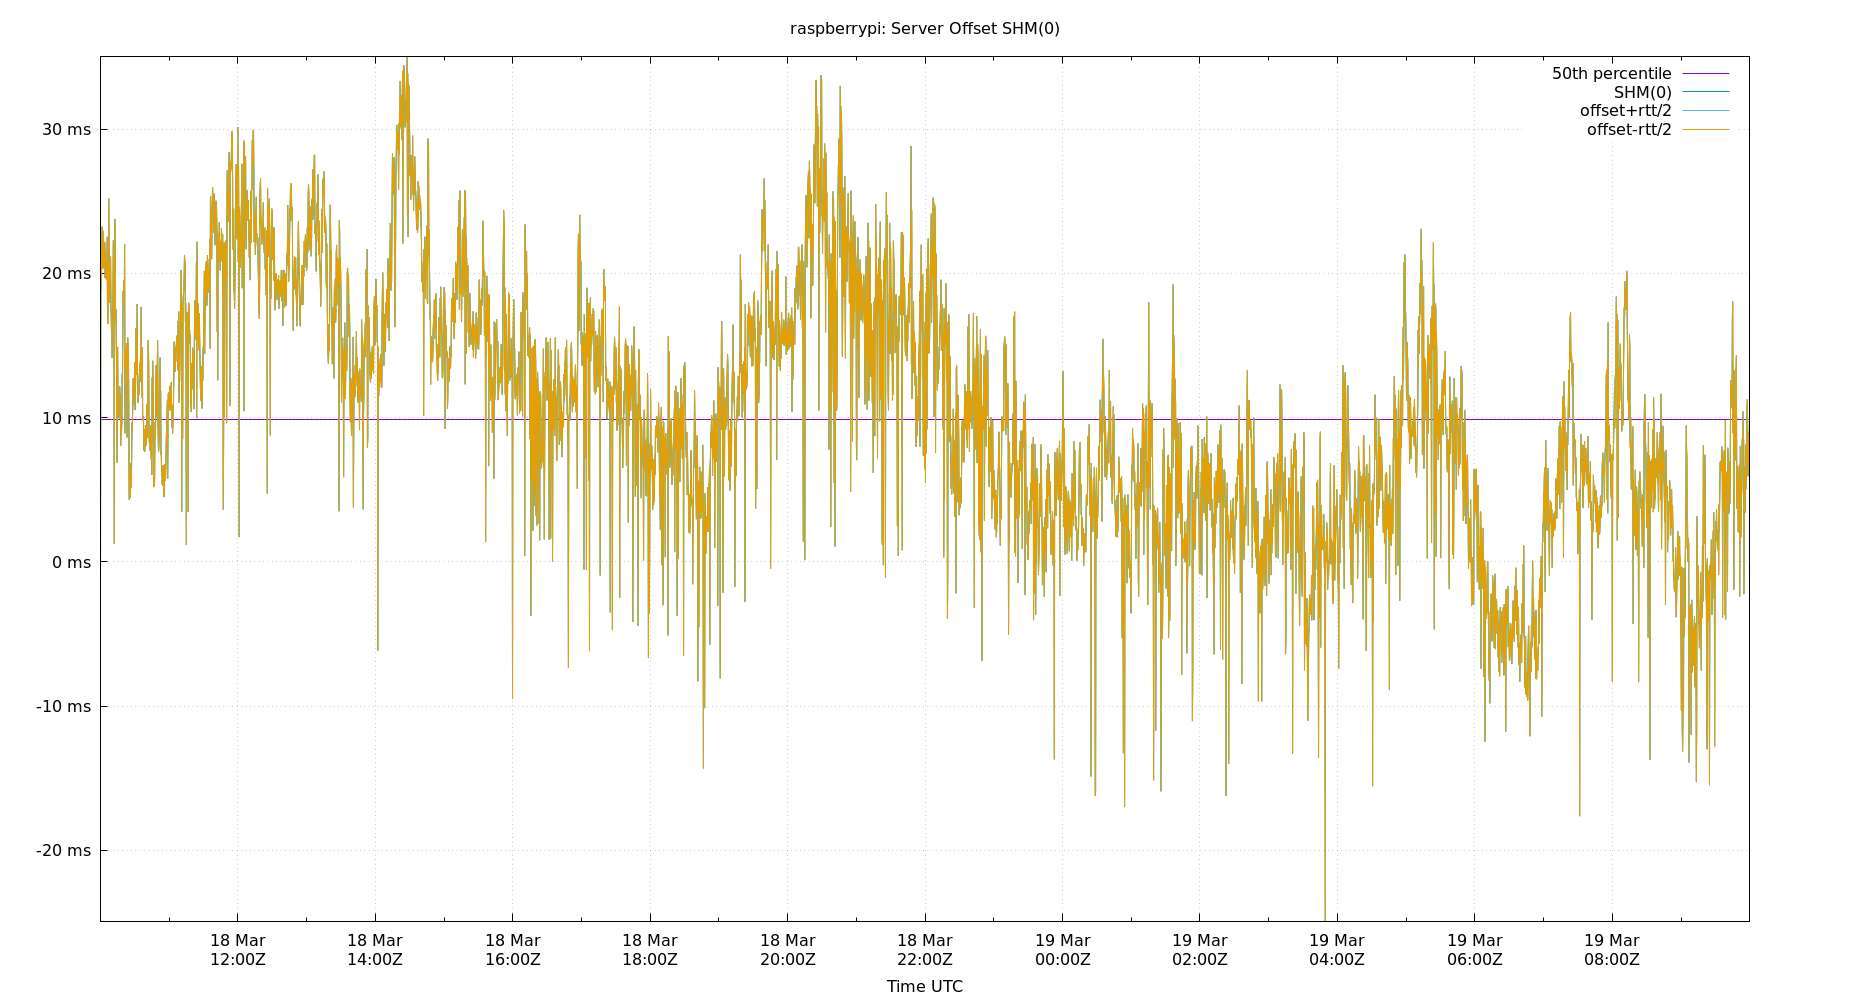 raspberrypi: Server Offset SHM(0)
50th percentile
SHM(0)
offset+rtt/2
offset-rtt/2
30 ms
20 ms
10 ms
0 ms
-10 ms
-20 ms
18 Mar 18 Mar 18 Mar 18 Mar 18 Mar 18 Mar 19 Mar 19 Mar 19 Mar 19 Mar 19 Mar
12:00Z 14:00Z 16:00Z 18:00Z 20:00Z 22:00Z 00:00Z 02:00Z 04:00Z 06:00Z 08:00Z
Time UTC